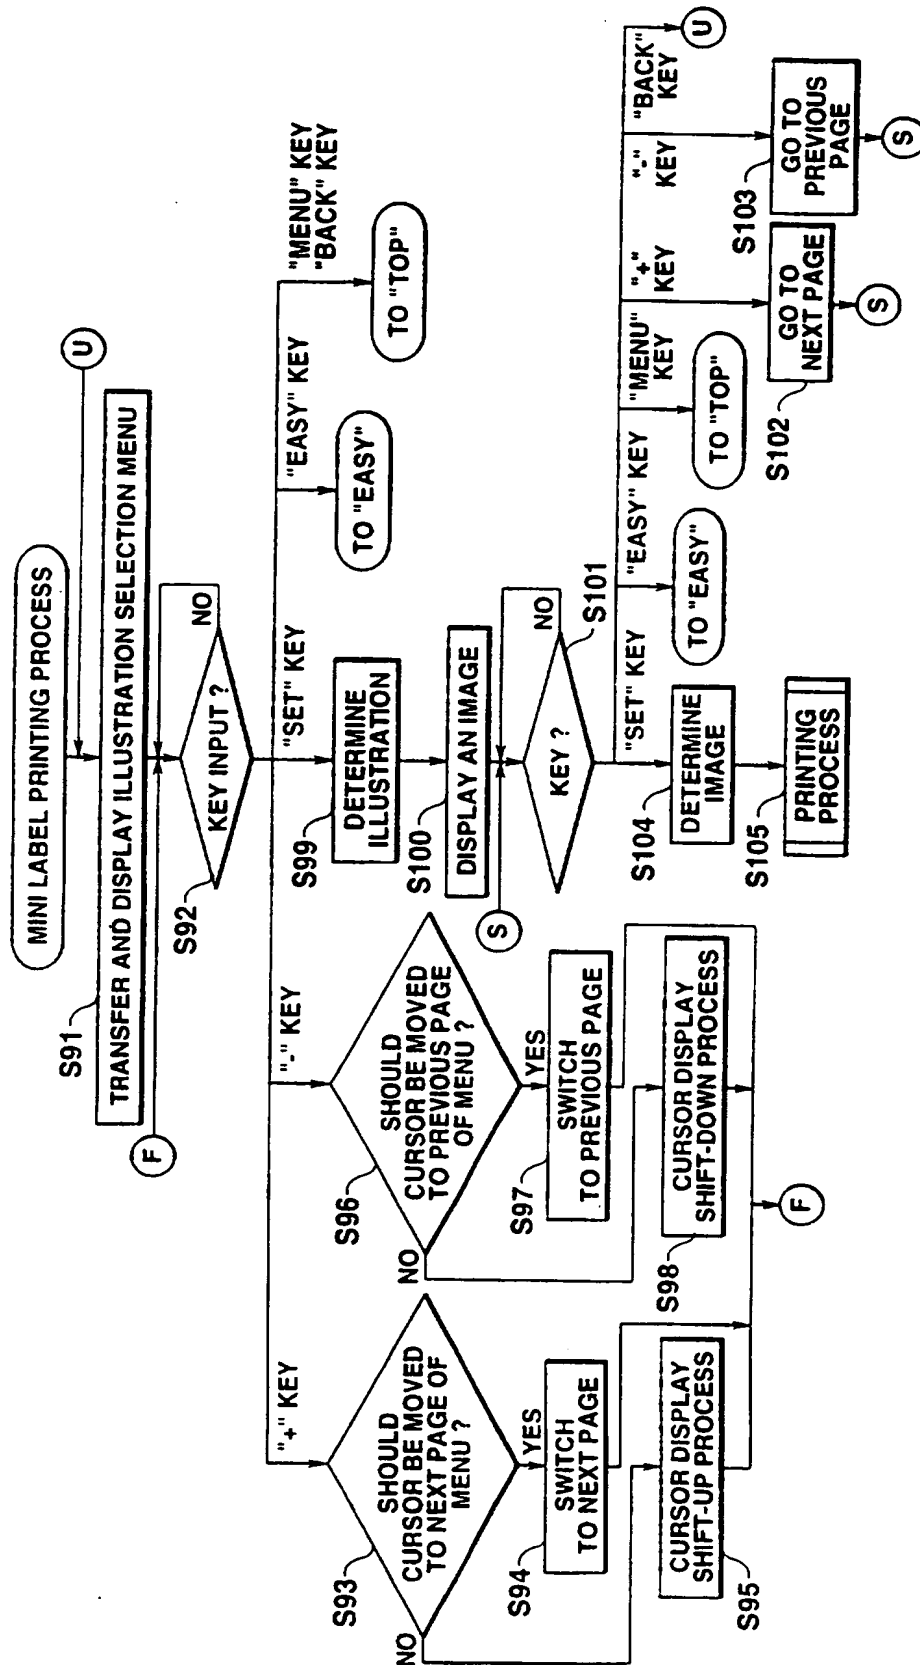 MINI LABEL PRINTING PROCESS
U
S91
TRANSFER AND DISPLAY ILLUSTRATION SELECTION MENU
F
S92
KEY INPUT ?
NO
"+" KEY
"-" KEY
"SET" KEY
"EASY" KEY
"MENU" KEY
"BACK" KEY
S93
SHOULD
CURSOR BE MOVED
TO NEXT PAGE OF
MENU ?
NO
YES
S94
SWITCH
TO NEXT PAGE
S95
CURSOR DISPLAY
SHIFT-UP PROCESS
S96
SHOULD
CURSOR BE MOVED
TO PREVIOUS PAGE
OF MENU ?
NO
YES
S97
SWITCH
TO PREVIOUS PAGE
S98
CURSOR DISPLAY
SHIFT-DOWN PROCESS
F
S99
DETERMINE
ILLUSTRATION
TO "EASY"
TO "TOP"
S100
DISPLAY AN IMAGE
S
KEY ?
NO
S101
"SET" KEY
"EASY" KEY
"MENU"
KEY
"+"
KEY
"-"
KEY
"BACK"
KEY
S104
DETERMINE
IMAGE
S105
PRINTING
PROCESS
TO "EASY"
TO "TOP"
S102
GO TO
NEXT PAGE
S
S103
GO TO
PREVIOUS
PAGE
S
U